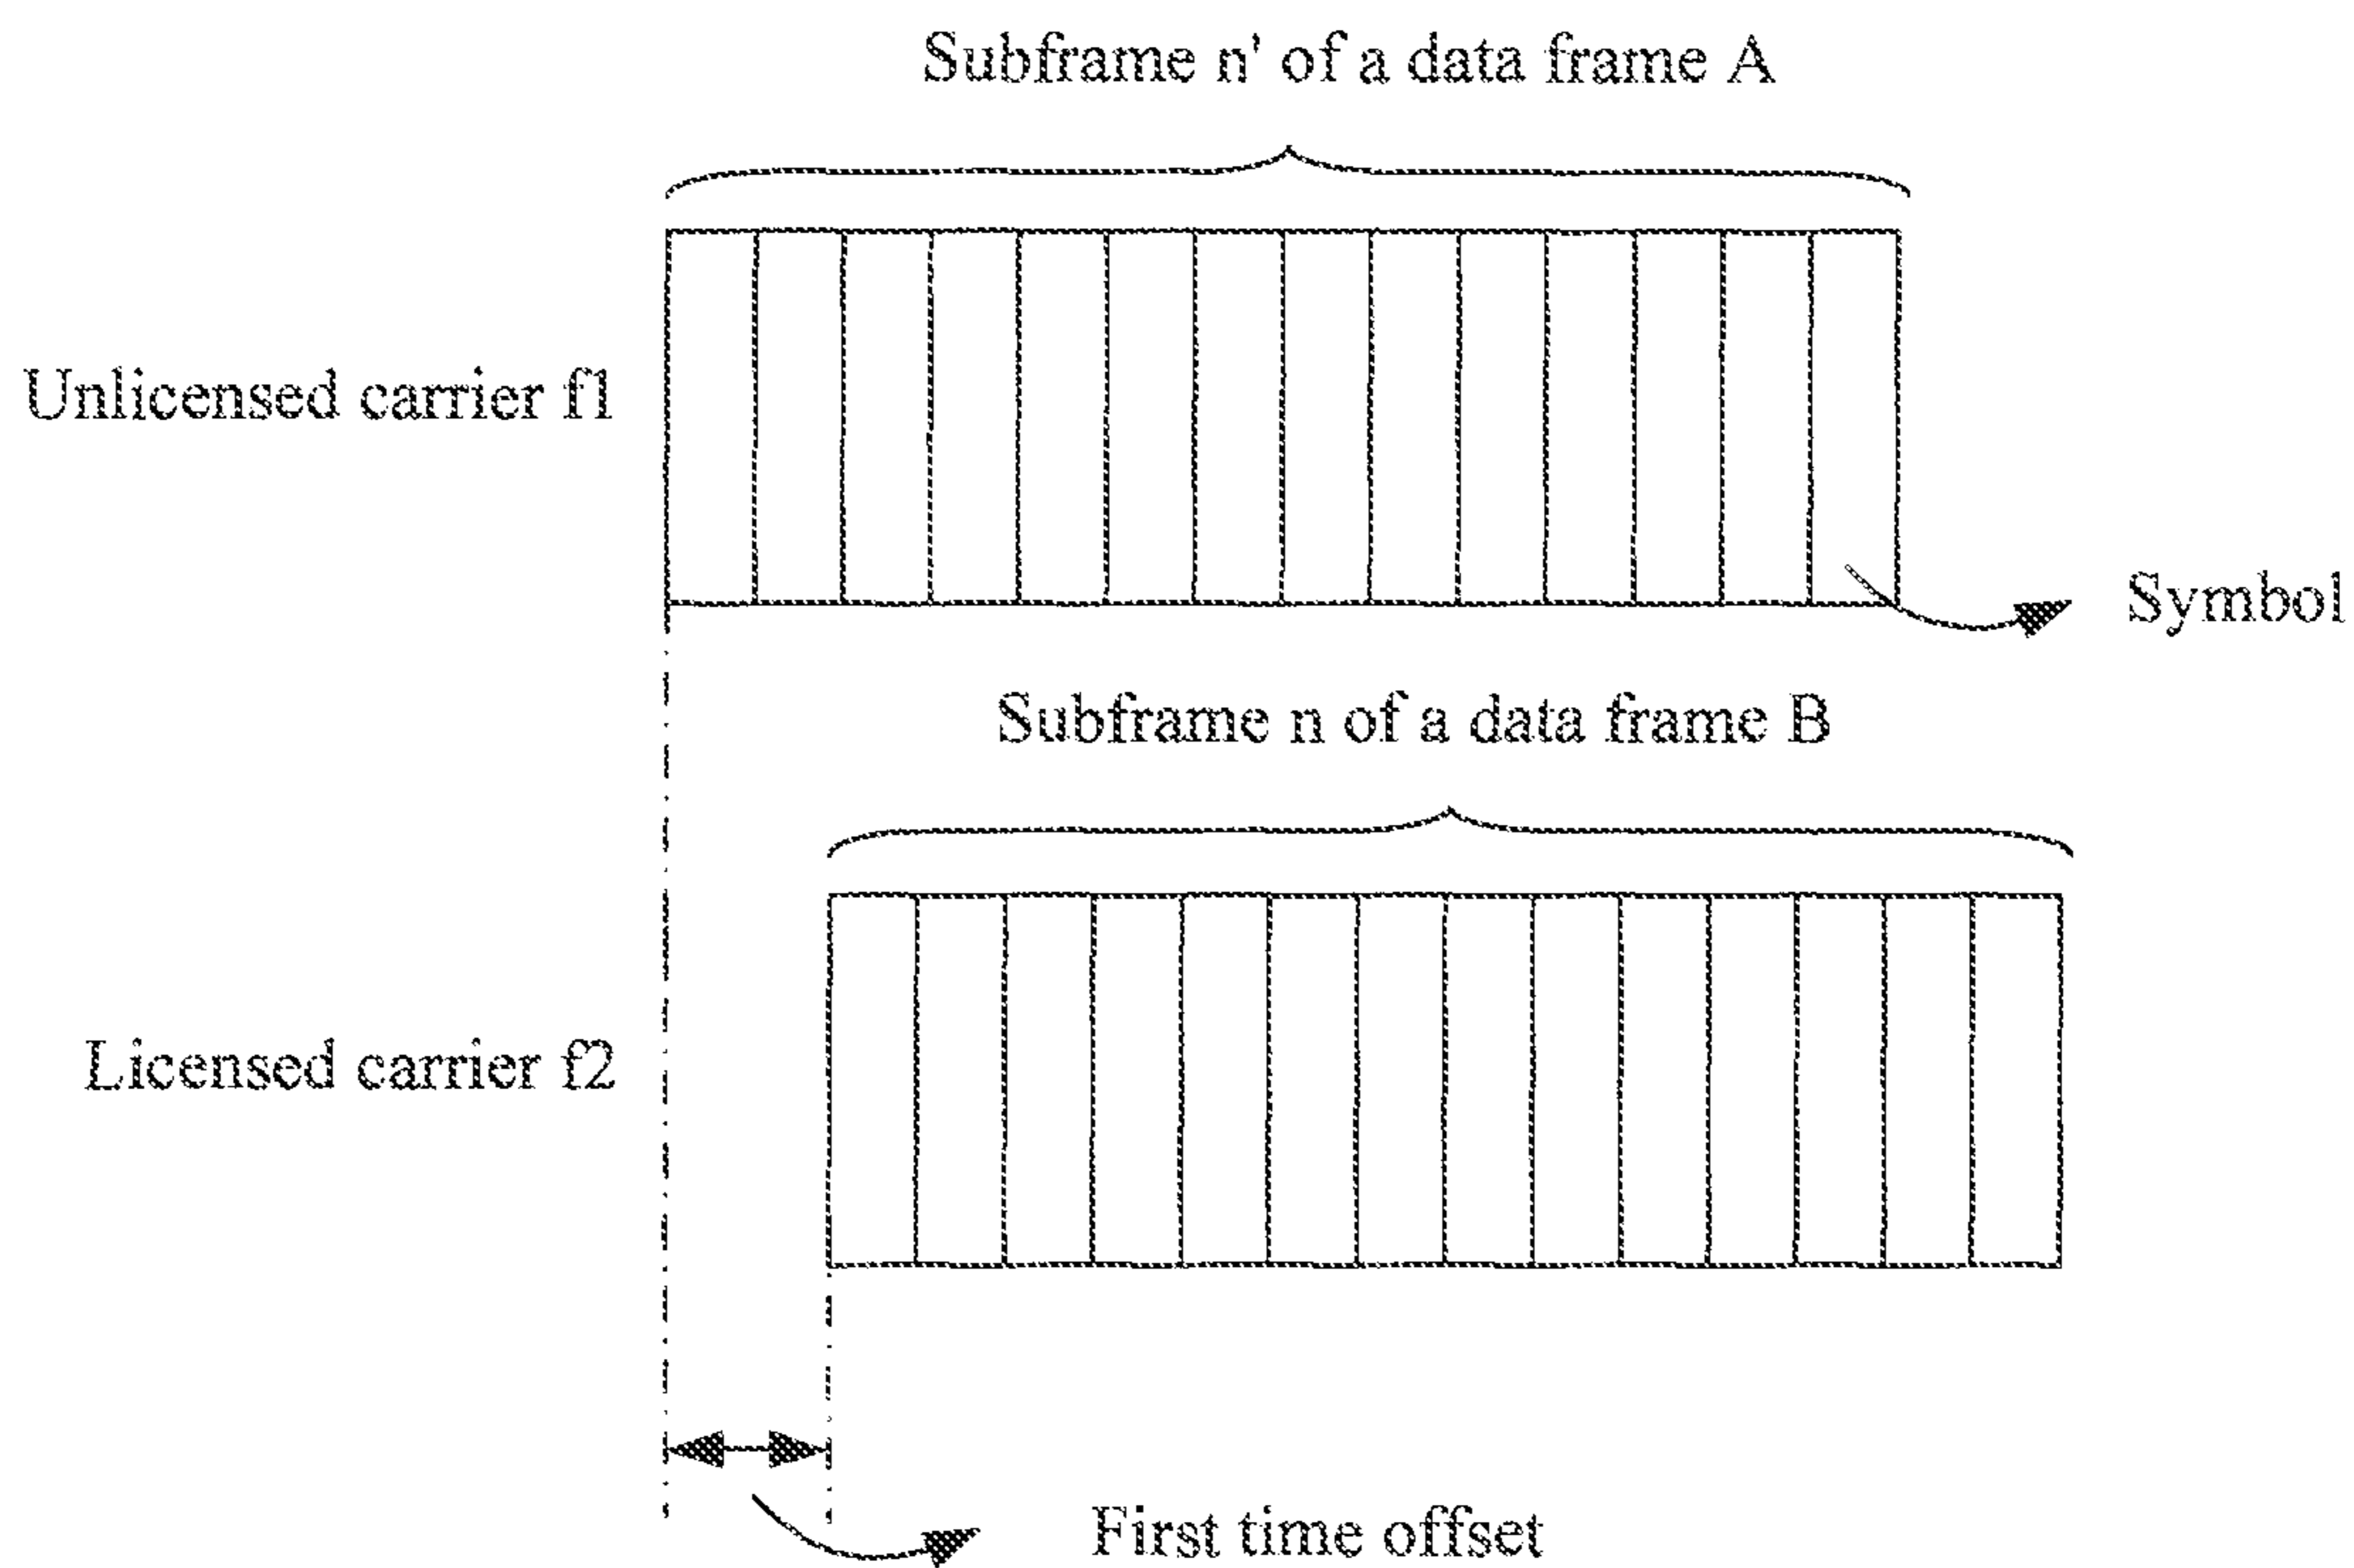 Subframe n' of a data frame A
Unlicensed carrier f1
Symbol
Subframe n of a data frame B
Licensed carrier f2
First time offset